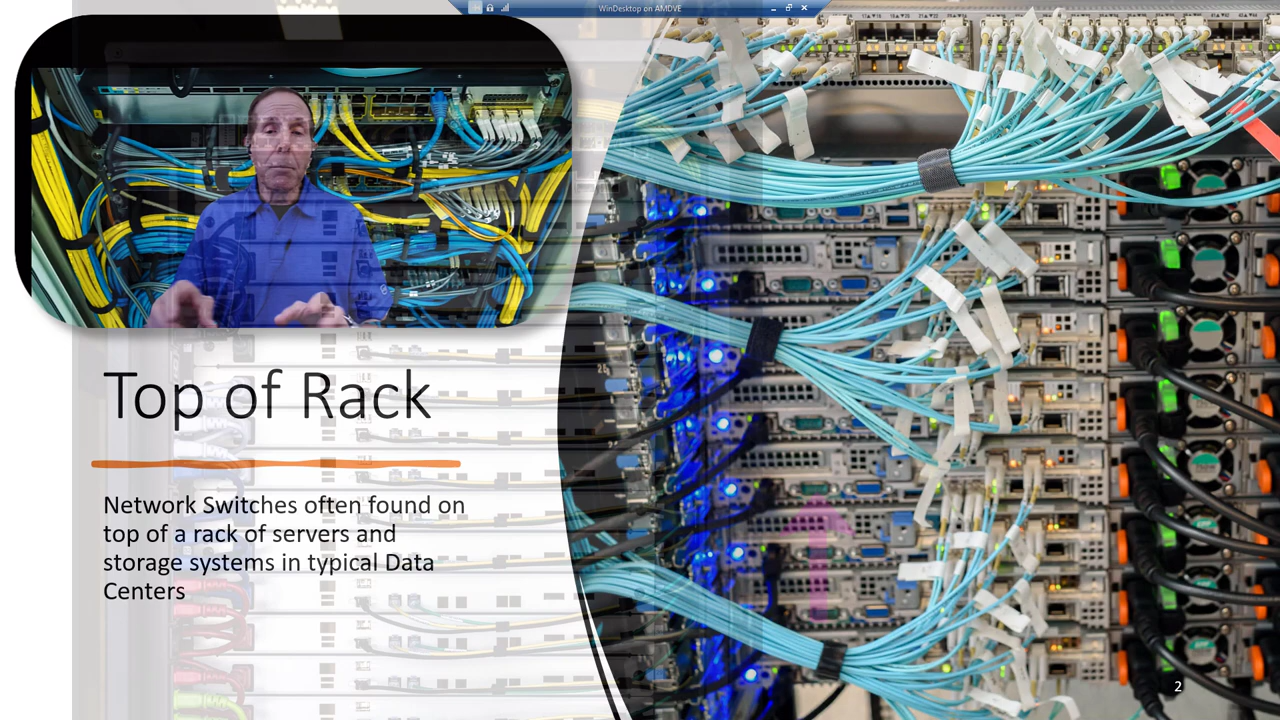 WinDesktop on AMDVE
Top of Rack
Network Switches often found on
top of a rack of servers and
storage systems in typical Data
Centers
2